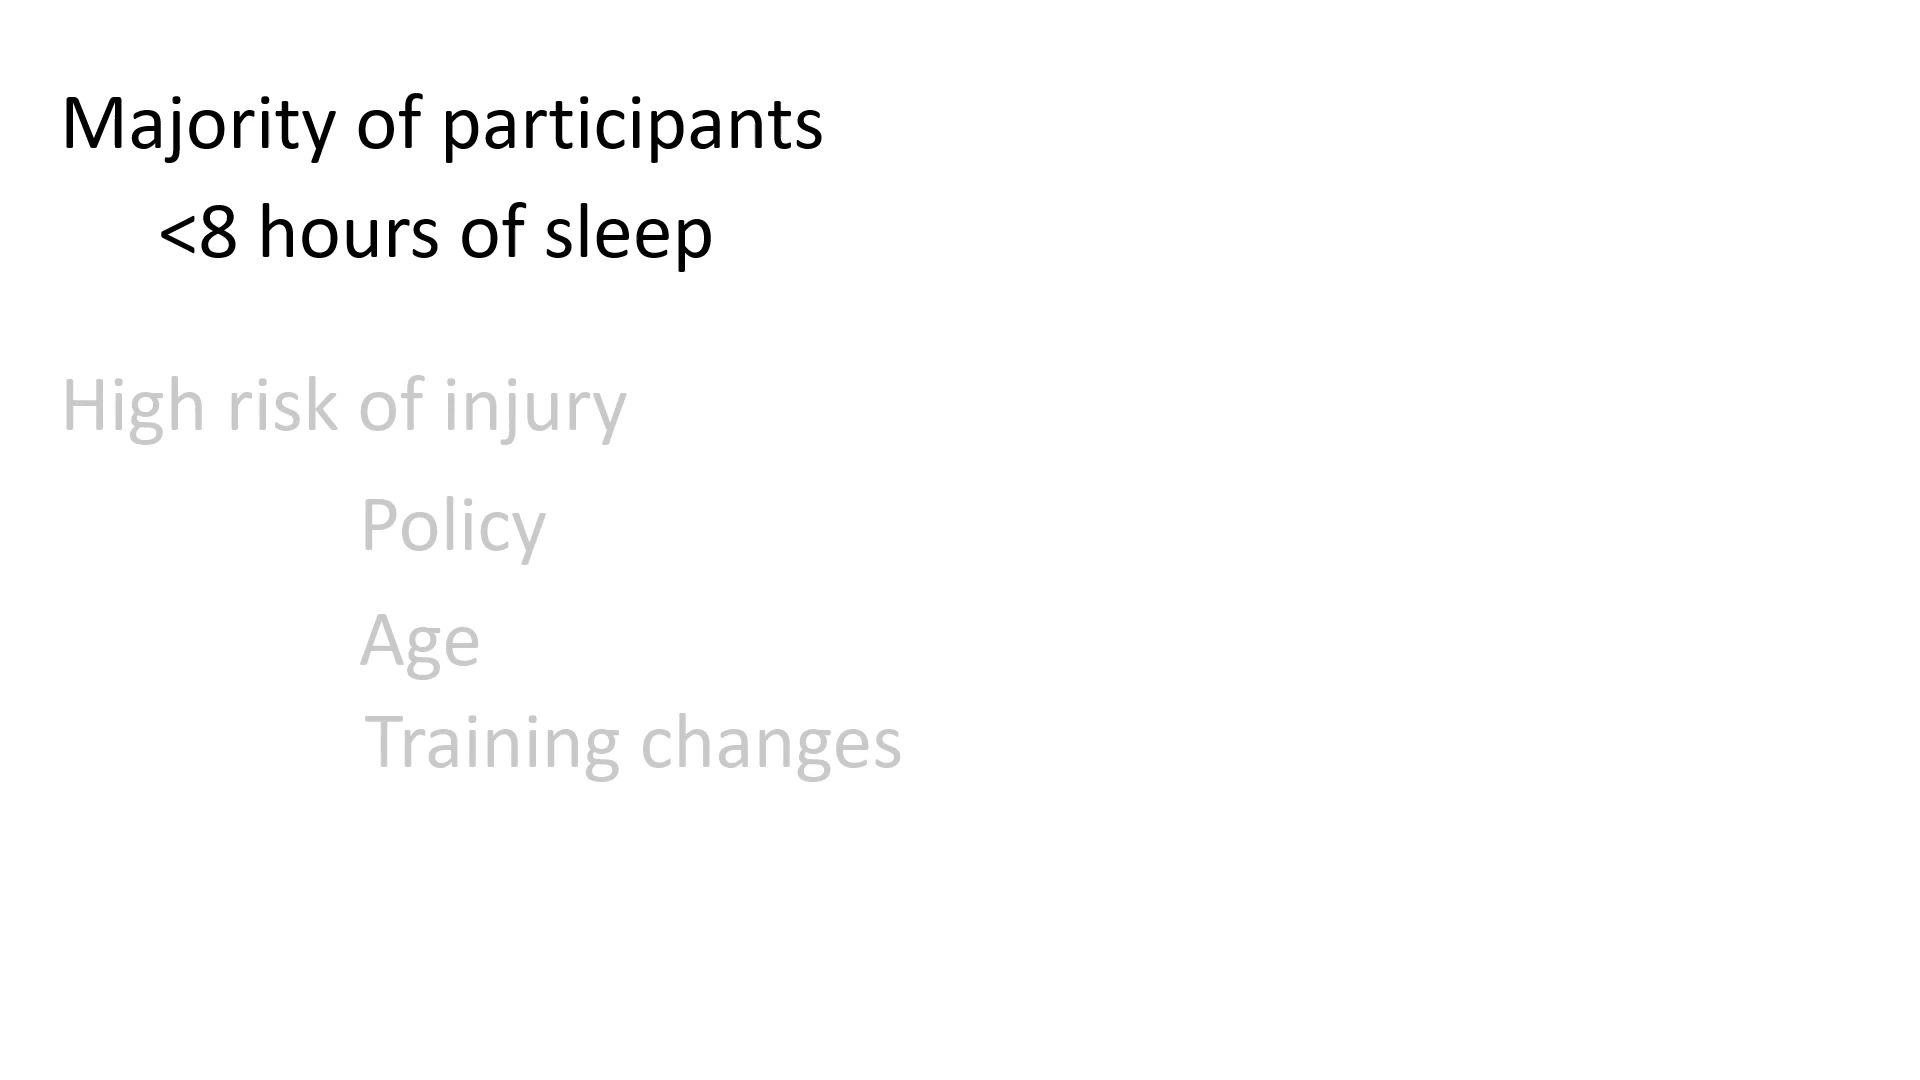 Majority of participants
<8 hours of sleep
High risk of injury
Policy
Age
Training changes